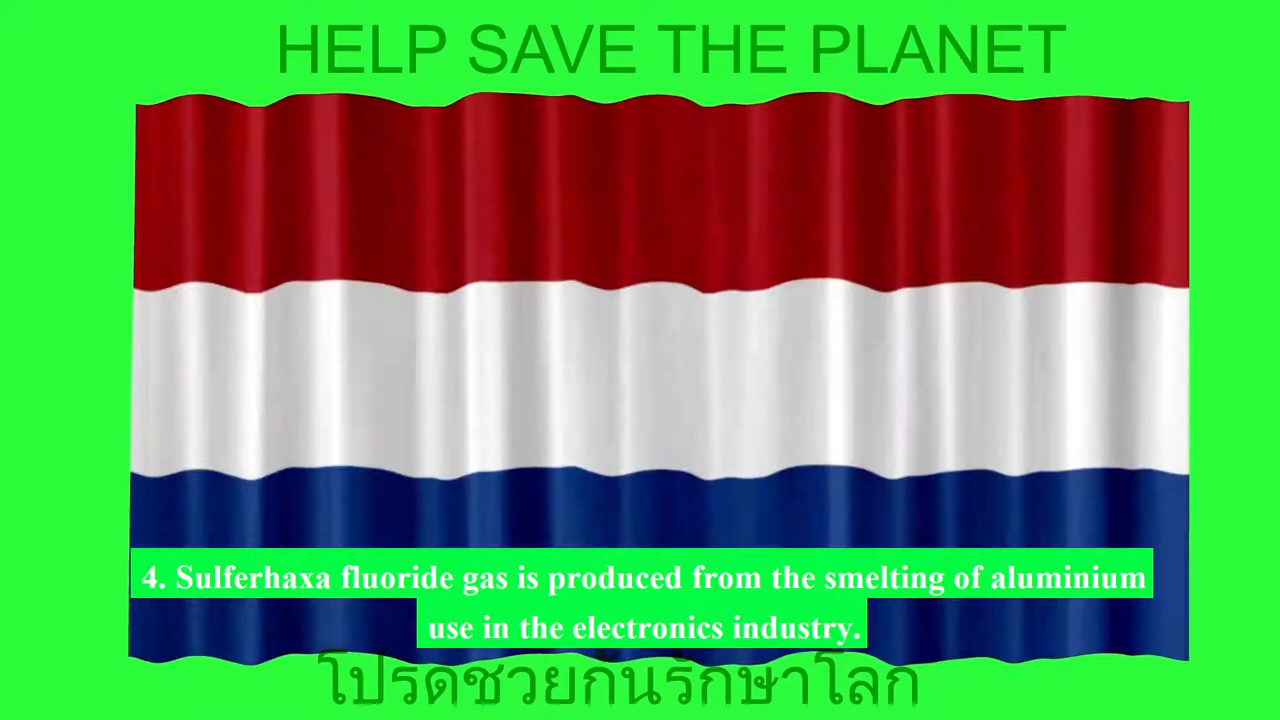 HELP SAVE THE PLANET
4. Sulferhaxa fluoride gas is produced from the smelting of aluminium
use in the electronics industry.
โปรดช่วยกันรักษาโลก